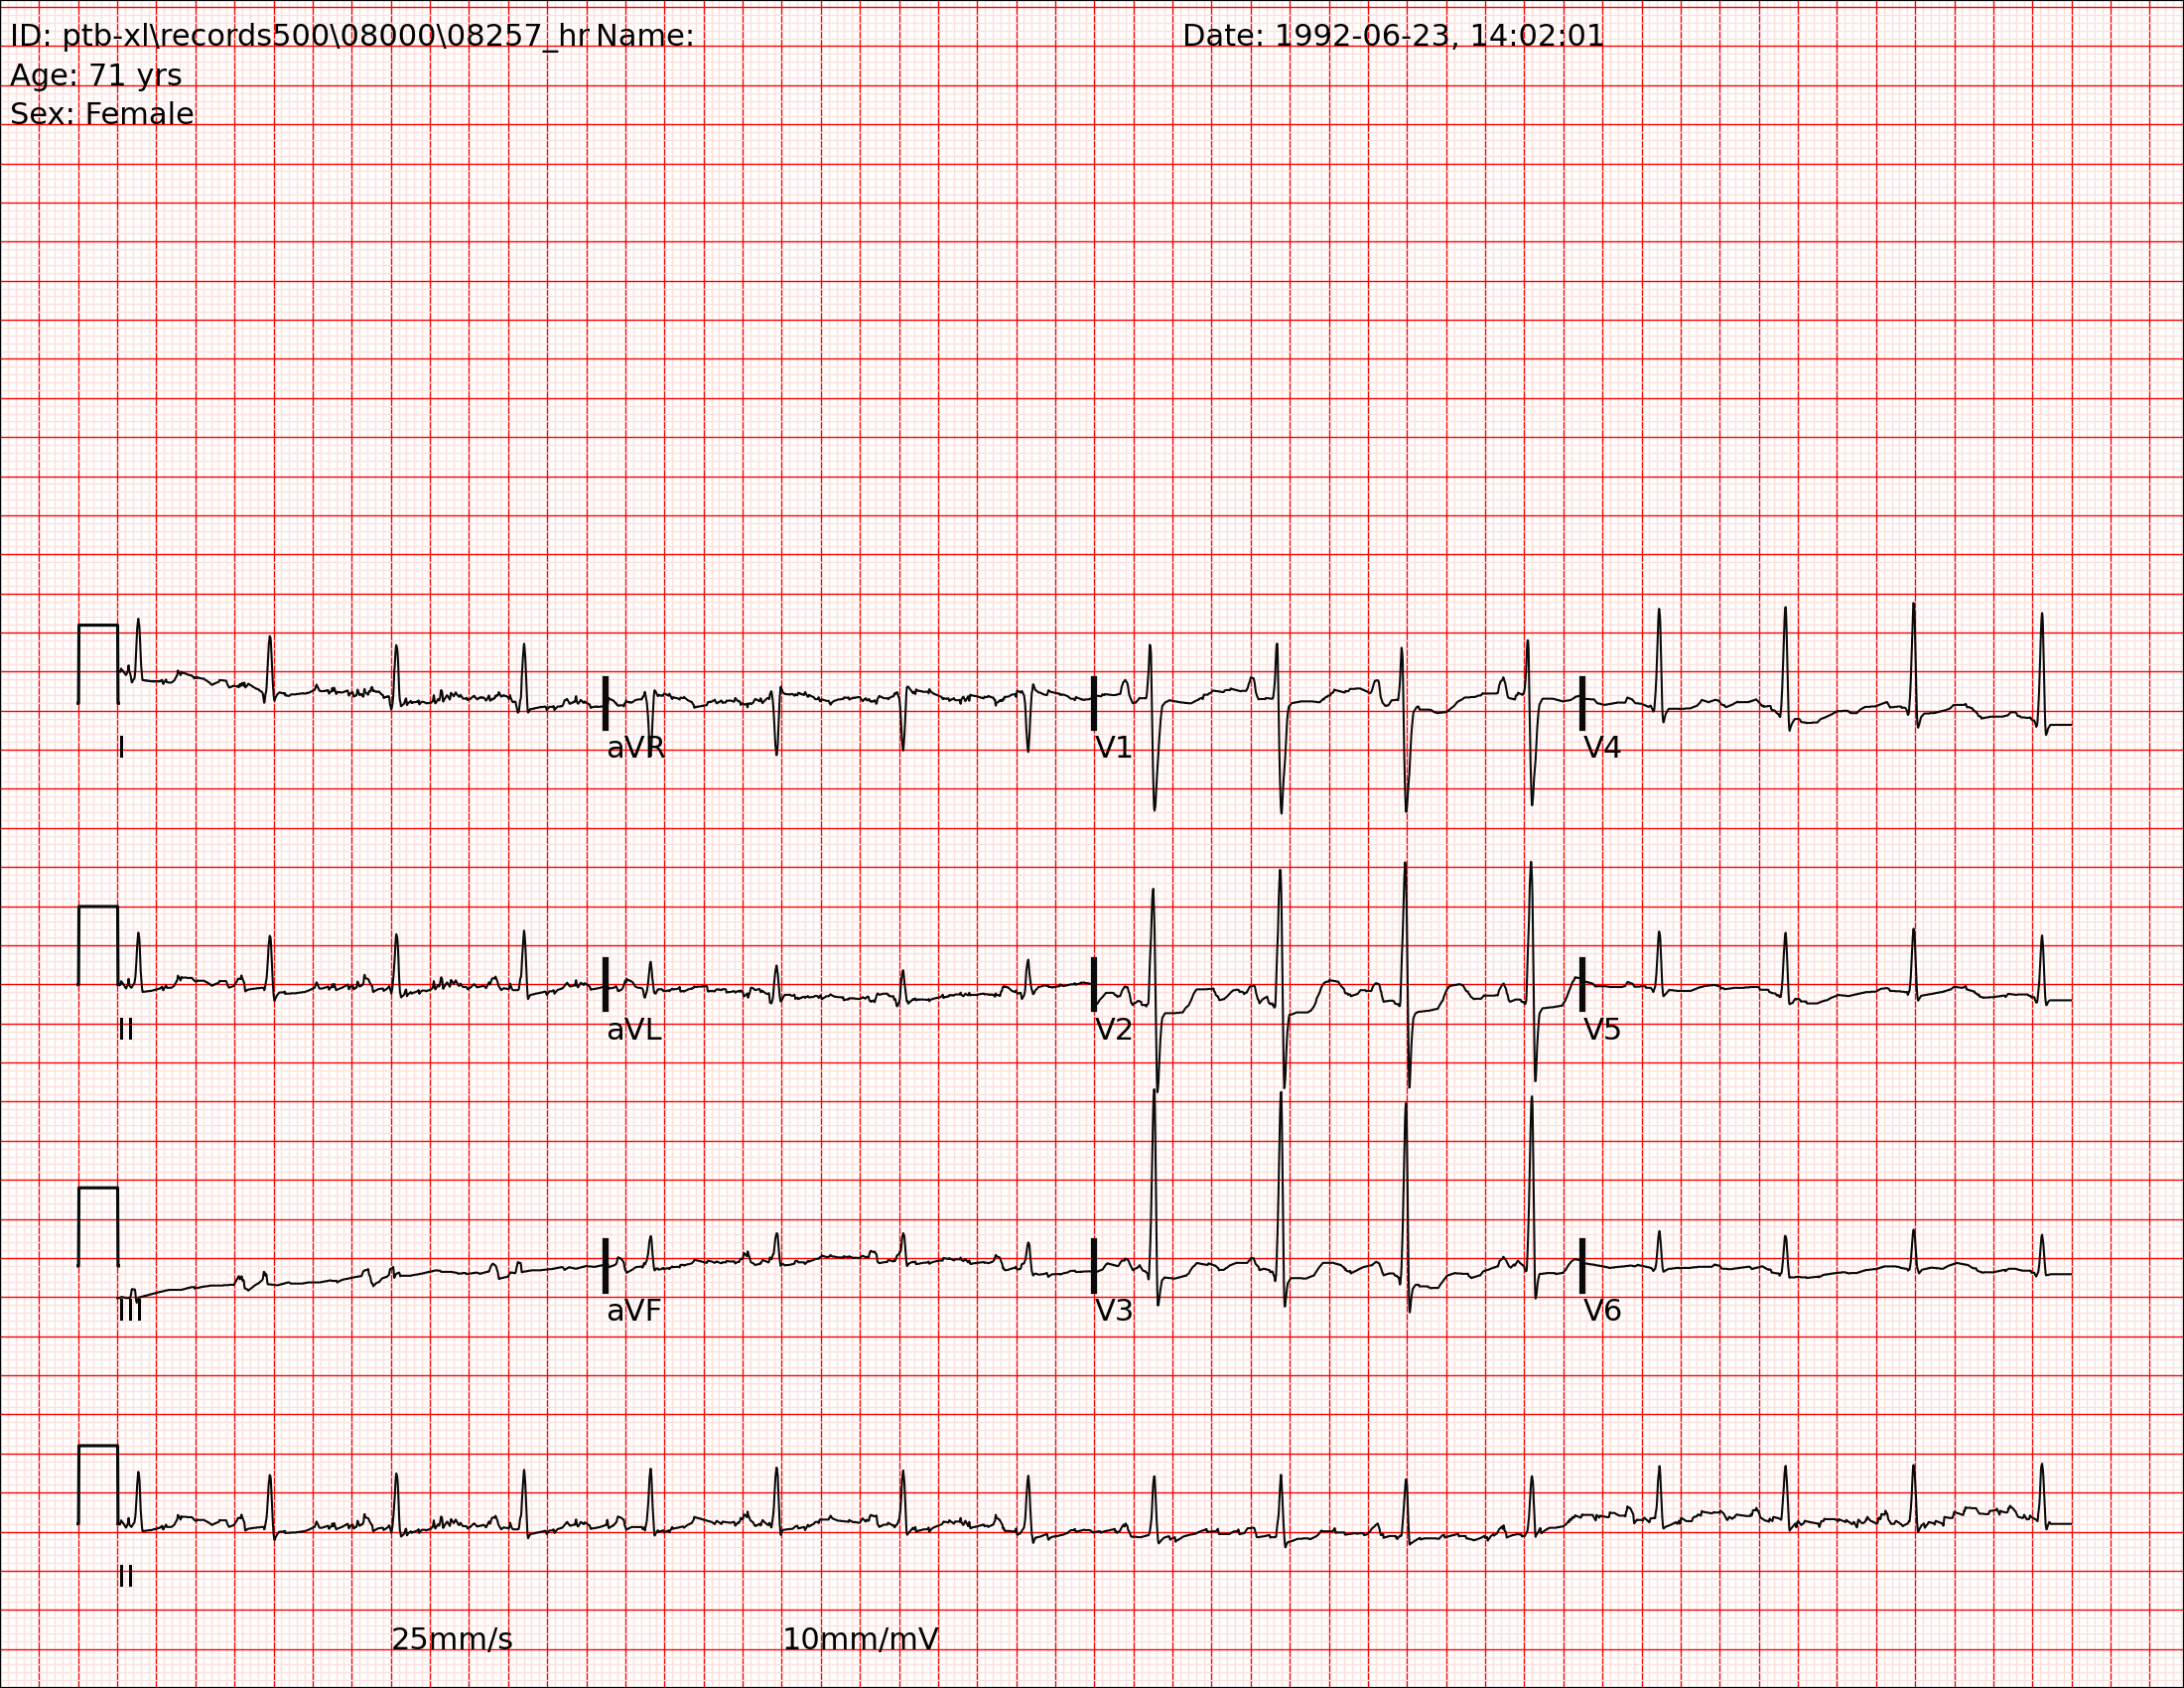 ID: ptb-xl\records500\08000\08257_hr Name: Date: 1992-06-23, 14:02:01
Age: 71 yrs
Sex: Female
I aVR V1 V4
II aVL V2 V5
III aVF V3 V6
II
25mm/s 10mm/mV